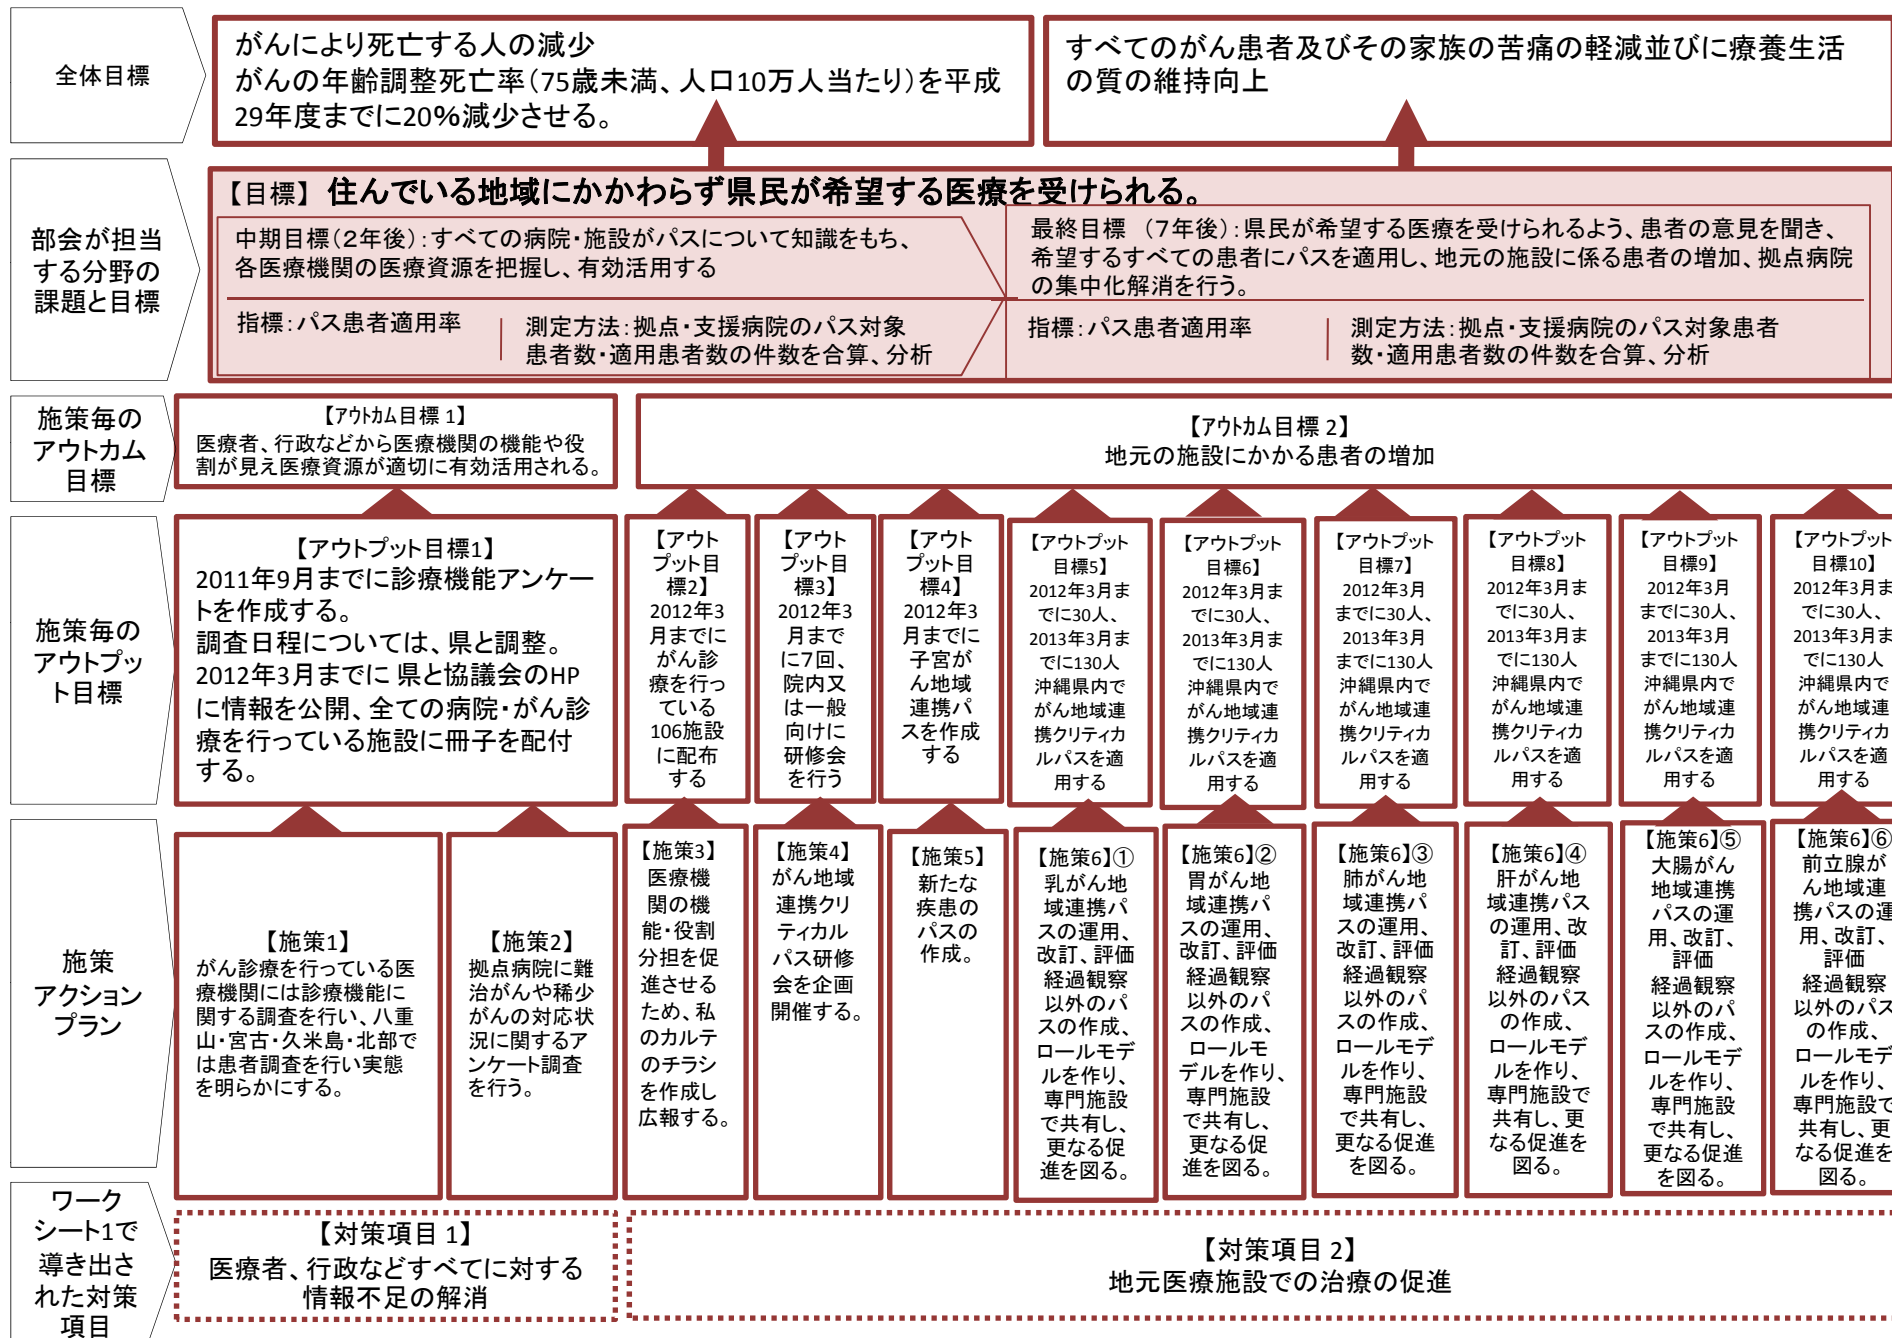 全体目標
がんにより死亡する人の減少
がんの年齢調整死亡率(75歳未満、人口10万人当たり)を平成
29年度までに20%減少させる。
すべてのがん患者及びその家族の苦痛の軽減並びに療養生活
の質の維持向上
部会が担当
する分野の
課題と目標
【目標】 住んでいる地域にかかわらず県民が希望する医療を受けられる。
中期目標(2年後):すべての病院・施設がパスについて知識をもち、
各医療機関の医療資源を把握し、有効活用する
指標:パス患者適用率
測定方法:拠点・支援病院のパス対象
患者数・適用患者数の件数を合算、分析
最終目標 (7年後):県民が希望する医療を受けられるよう、患者の意見を聞き、
希望するすべての患者にパスを適用し、地元の施設に係る患者の増加、拠点病院
の集中化解消を行う。
指標:パス患者適用率
測定方法:拠点・支援病院のパス対象患者
数・適用患者数の件数を合算、分析
施策毎の
アウトカム
目標
【アウトカム目標 1】
医療者、行政などから医療機関の機能や役
割が見え医療資源が適切に有効活用される。
【アウトカム目標 2】
地元の施設にかかる患者の増加
施策毎の
アウトプッ
ト目標
【アウトプット目標1】
2011年9月までに診療機能アンケー
トを作成する。
調査日程については、県と調整。
2012年3月までに 県と協議会のHP
に情報を公開、全ての病院・がん診
療を行っている施設に冊子を配付
する。
【アウト
プット目
標2】
2012年3
月までに
がん診
療を行っ
ている
106施設
に配布
する
【アウト
プット目
標3】
2012年3
月まで
に7回、
院内又
は一般
向けに
研修会
を行う
【アウト
プット目
標4】
2012年3
月までに
子宮が
ん地域
連携パ
スを作成
する
【アウトプット
目標5】
2012年3月ま
でに30人、
2013年3月ま
でに130人
沖縄県内で
がん地域連
携クリティカ
ルパスを適
用する
【アウトプット
目標6】
2012年3月ま
でに30人、
2013年3月ま
でに130人
沖縄県内で
がん地域連
携クリティカ
ルパスを適
用する
【アウトプット
目標7】
2012年3月
までに30人、
2013年3月
までに130人
沖縄県内で
がん地域連
携クリティカ
ルパスを適
用する
【アウトプット
目標8】
2012年3月ま
でに30人、
2013年3月ま
でに130人
沖縄県内で
がん地域連
携クリティカ
ルパスを適
用する
【アウトプット
目標9】
2012年3月
までに30人、
2013年3月
までに130人
沖縄県内で
がん地域連
携クリティカ
ルパスを適
用する
【アウトプット
目標10】
2012年3月ま
でに30人、
2013年3月ま
でに130人
沖縄県内で
がん地域連
携クリティカ
ルパスを適
用する
施策
アクション
プラン
【施策1】
がん診療を行っている医
療機関には診療機能に
関する調査を行い、八重
山・宮古・久米島・北部で
は患者調査を行い実態
を明らかにする。
【施策2】
拠点病院に難
治がんや稀少
がんの対応状
況に関するア
ンケート調査
を行う。
【施策3】
医療機
関の機
能・役割
分担を促
進させる
ため、私
のカルテ
のチラシ
を作成し
広報する。
【施策4】
がん地域
連携クリ
ティカル
パス研修
会を企画
開催する。
【施策5】
新たな
疾患の
パスの
作成。
【施策6】①
乳がん地
域連携パ
スの運用、
改訂、評価
経過観察
以外のパ
スの作成、
ロールモデ
ルを作り、
専門施設
で共有し、
更なる促
進を図る。
【施策6】②
胃がん地
域連携パ
スの運用、
改訂、評価
経過観察
以外のパ
スの作成、
ロールモ
デルを作り、
専門施設
で共有し、
更なる促
進を図る。
【施策6】③
肺がん地
域連携パ
スの運用、
改訂、評価
経過観察
以外のパ
スの作成、
ロールモデ
ルを作り、
専門施設
で共有し、
更なる促進
を図る。
【施策6】④
肝がん地
域連携パス
の運用、改
訂、評価
経過観察
以外のパス
の作成、
ロールモデ
ルを作り、
専門施設で
共有し、更
なる促進を
図る。
【施策6】⑤
大腸がん
地域連携
パスの運
用、改訂、
評価
経過観察
以外のパ
スの作成、
ロールモデ
ルを作り、
専門施設
で共有し、
更なる促進
を図る。
【施策6】⑥
前立腺が
ん地域連
携パスの運
用、改訂、
評価
経過観察
以外のパス
の作成、
ロールモデ
ルを作り、
専門施設で
共有し、更
なる促進を
図る。
ワーク
シート1で
導き出さ
れた対策
項目
【対策項目 1】
医療者、行政などすべてに対する
情報不足の解消
【対策項目 2】
地元医療施設での治療の促進